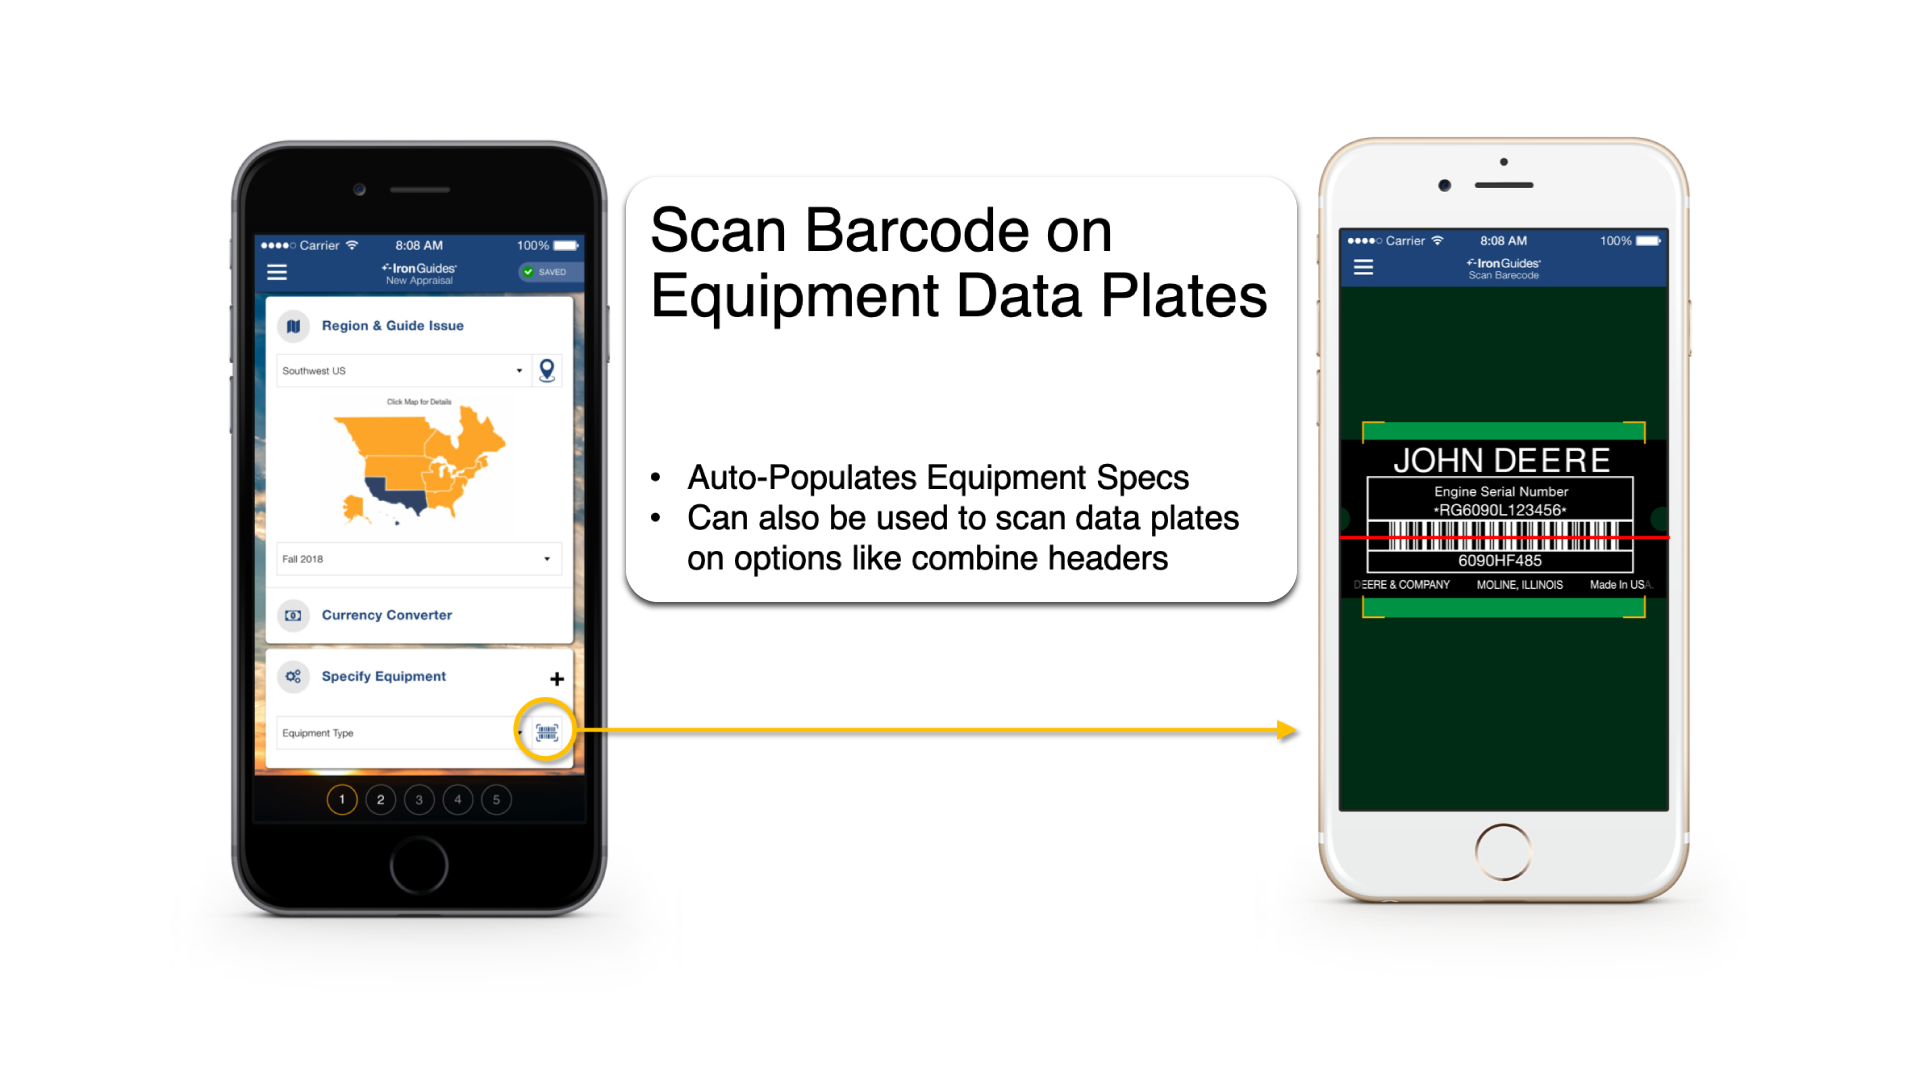 Carrier 8:08 AM 100%
IronGuides
New Appraisal
SAVED
Region & Guide Issue
Southwest US
Click Map for Details
Fall 2018
Currency Converter
Specify Equipment
Equipment Type
1 2 3 4 5
Scan Barcode on
Equipment Data Plates
• Auto-Populates Equipment Specs
• Can also be used to scan data plates
on options like combine headers
Carrier 8:08 AM 100%
IronGuides
Scan Barecode
JOHN DEERE
Engine Serial Number
*RG6090L123456*
6090HF485
DEERE & COMPANY MOLINE, ILLINOIS Made In USA.